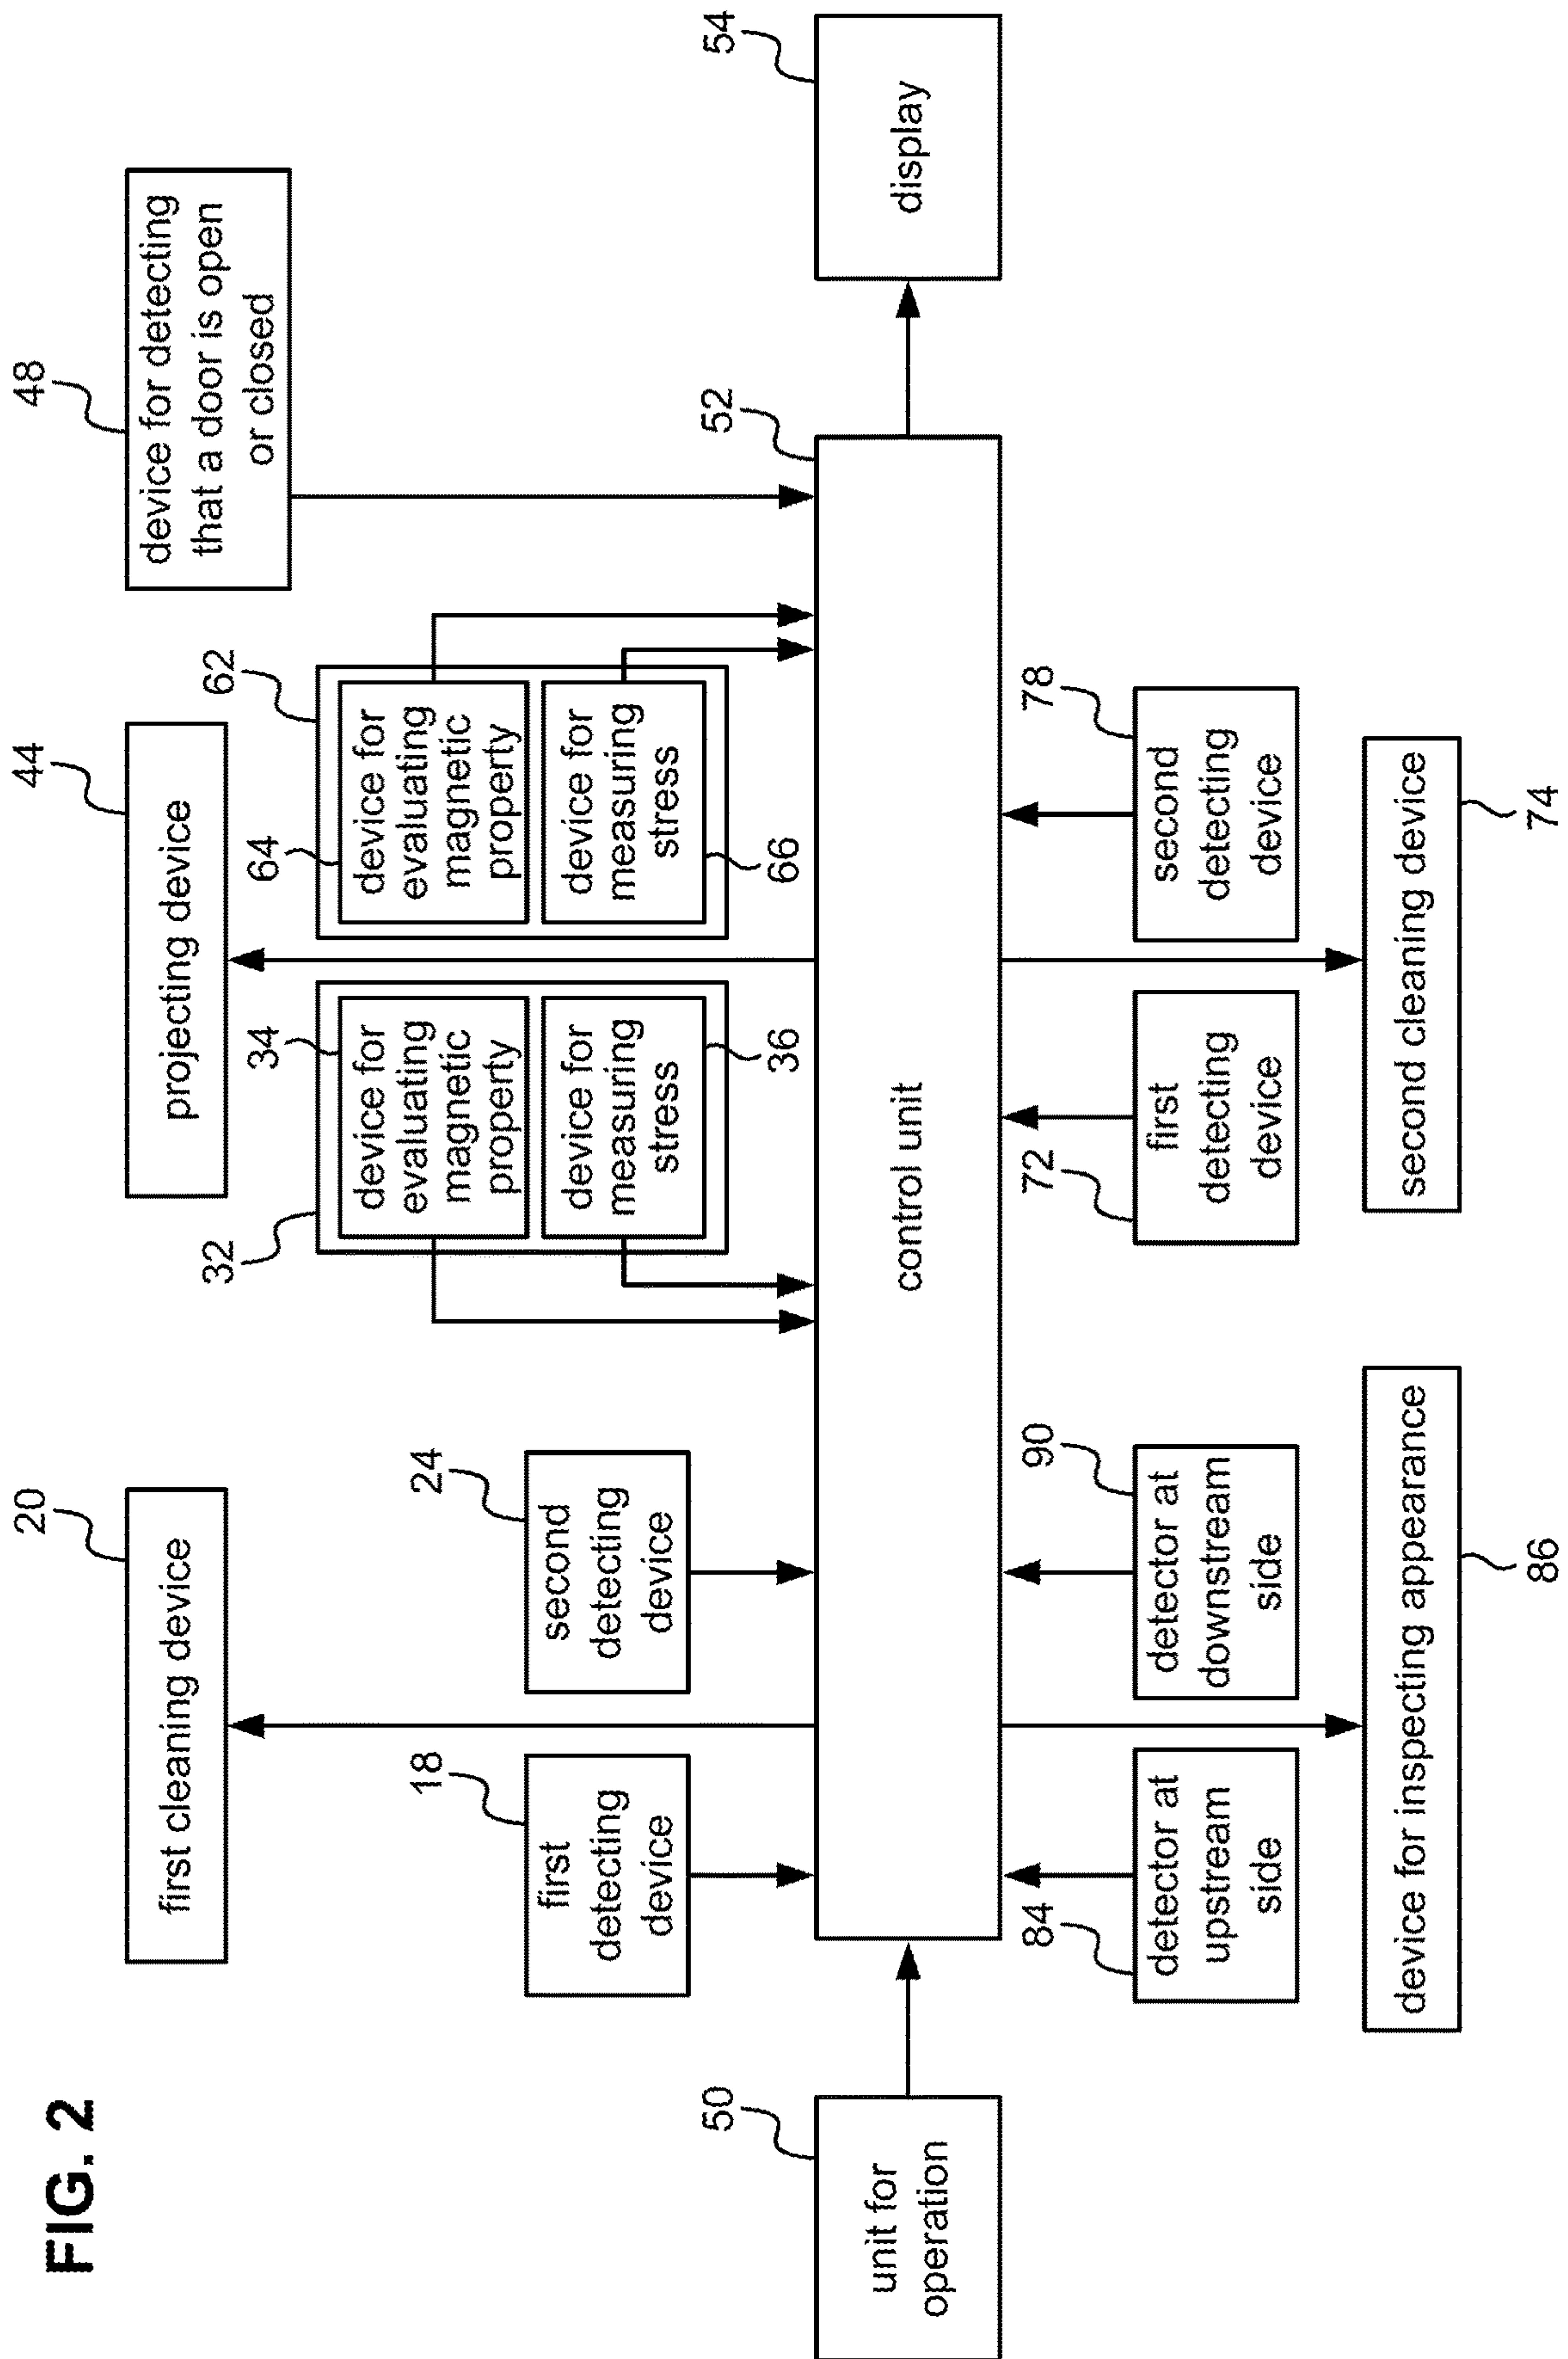 FIG. 2
20
first cleaning device
44
projecting device
48
device for detecting
that a door is open
or closed
18
first
detecting
device
24
second
detecting
device
32
34
device for
evaluating
magnetic
property
device for
measuring
stress
36
62
64
device for
evaluating
magnetic
property
device for
measuring
stress
66
50
unit for
operation
52
control unit
54
display
84
detector at
upstream
side
90
detector at
downstream
side
72
first
detecting
device
78
second
detecting
device
device for inspecting appearance
86
second cleaning device
74